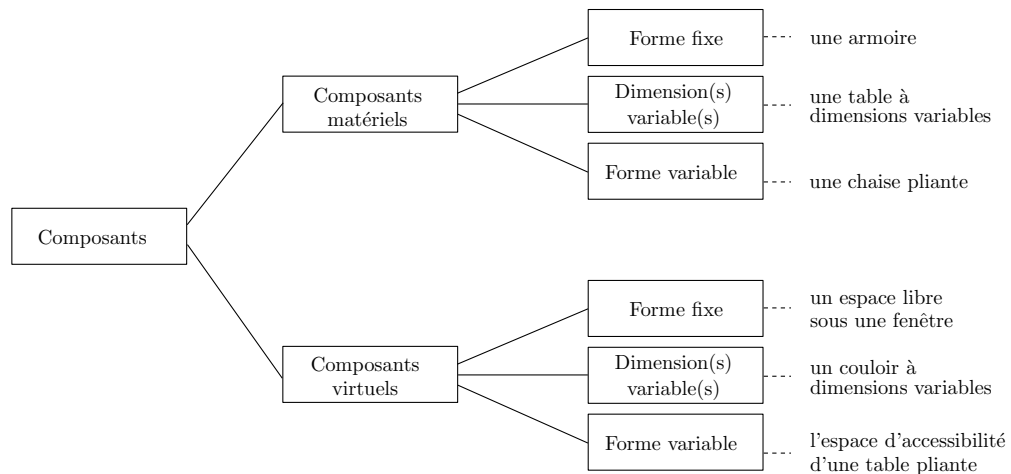 Forme fixe
une armoire
Composants
matériels
Dimension(s)
variable(s)
une table à
dimensions variables
Forme variable
une chaise pliante
Composants
Forme fixe
un espace libre
sous une fenêtre
Composants
virtuels
Dimension(s)
variable(s)
un couloir à
dimensions variables
Forme variable
l'espace d'accessibilité
d'une table pliante